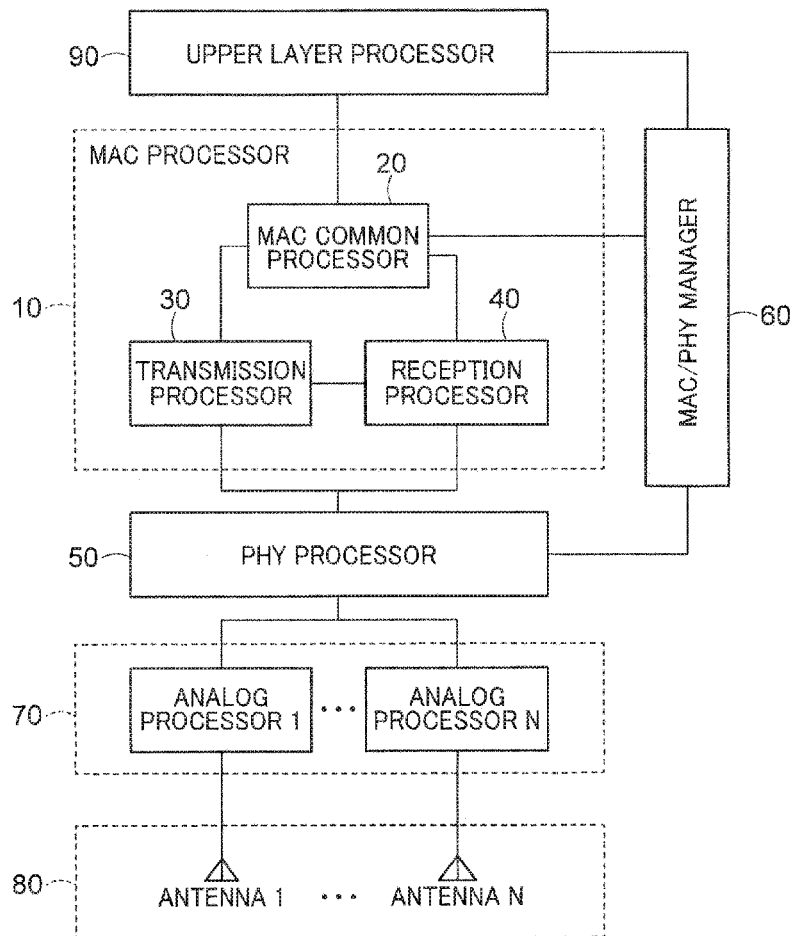 90
UPPER LAYER PROCESSOR
MAC PROCESSOR
20
MAC COMMON
PROCESSOR
10
30
40
TRANSMISSION
PROCESSOR
RECEPTION
PROCESSOR
MAC/PHY MANAGER
60
50
PHY PROCESSOR
70
ANALOG
PROCESSOR 1
...
ANALOG
PROCESSOR N
80
ANTENNA 1 ... ANTENNA N